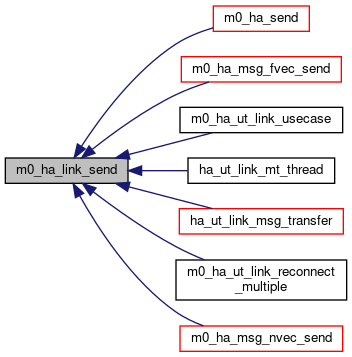 m0_ha_send
m0_ha_msg_fvec_send
m0_ha_ut_link_usecase
m0_ha_link_send
ha_ut_link_mt_thread
ha_ut_link_msg_transfer
m0_ha_ut_link_reconnect
_multiple
m0_ha_msg_nvec_send